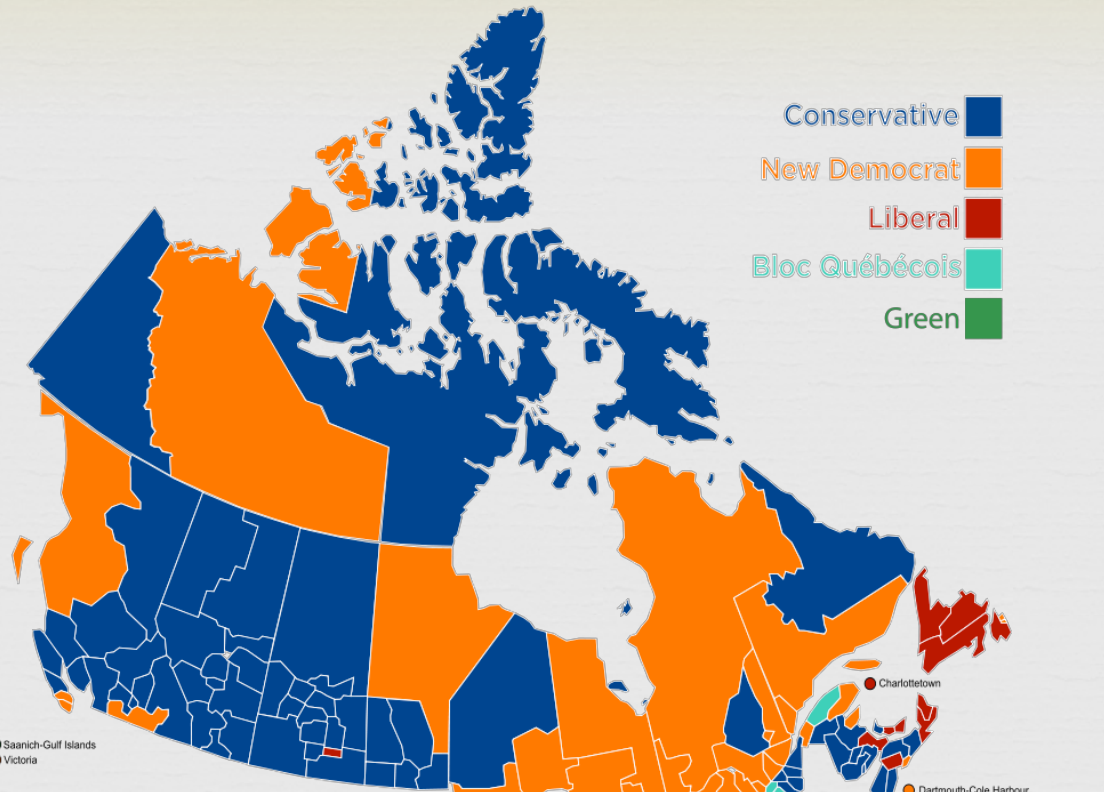 Conservative
New Democrat
Liberal
Bloc Québécois
Green
Charlottetown
Saanich-Gulf Islands
Victoria
Dartmouth-Cole Harbour